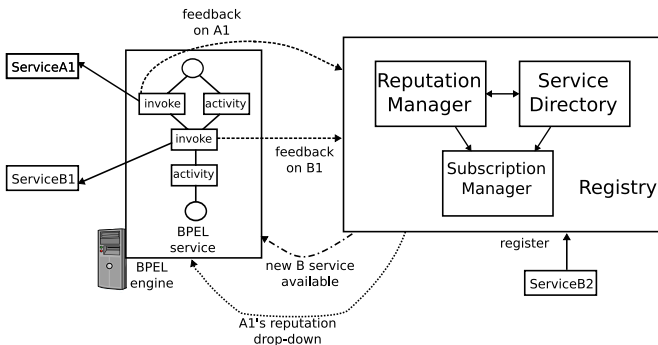 feedback
on A1
ServiceA1
invoke
activity
Reputation
Manager
Service
Directory
invoke
feedback
on B1
ServiceB1
activity
Subscription
Manager
Registry
BPEL
service
register
BPEL
engine
new B service
available
ServiceB2
A1's reputation
drop-down